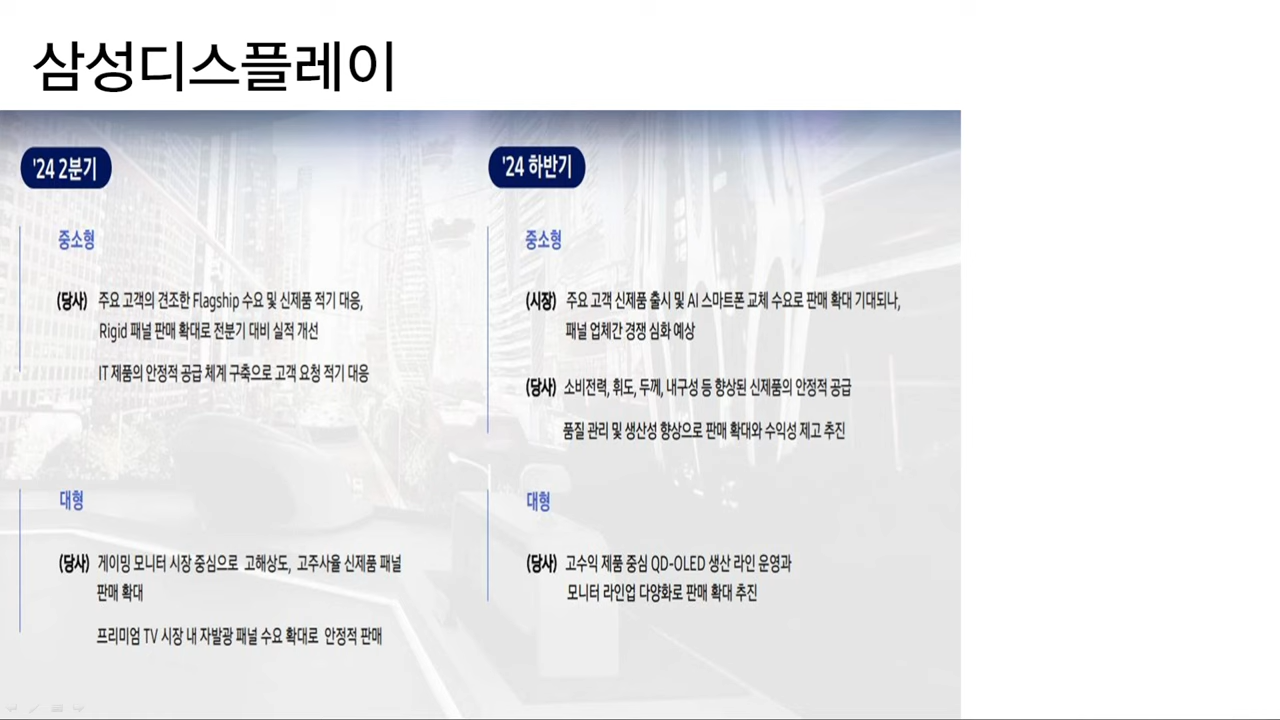 삼성디스플레이
'24 2분기
중소형
(당사) 주요 고객의 견조한 Flagship 수요 및 신제품 적기 대응,
Rigid 패널 판매 확대로 전분기 대비 실적 개선
IT 제품의 안정적 공급 체계 구축으로 고객 요청 적기 대응
대형
(당사) 게이밍 모니터 시장 중심으로 고해상도, 고주사율 신제품 패널
판매 확대
프리미엄 TV 시장 내 자발광 패널 수요 확대로 안정적 판매
'24 하반기
중소형
(시장) 주요 고객 신제품 출시 및 AI 스마트폰 교체 수요로 판매 확대 기대되나,
패널 업체간 경쟁 심화 예상
(당사) 소비전력, 휘도, 두께, 내구성 등 향상된 신제품의 안정적 공급
품질 관리 및 생산성 향상으로 판매 확대와 수익성 제고 추진
대형
(당사) 고수익 제품 중심 QD-OLED 생산 라인 운영과
모니터 라인업 다양화로 판매 확대 추진